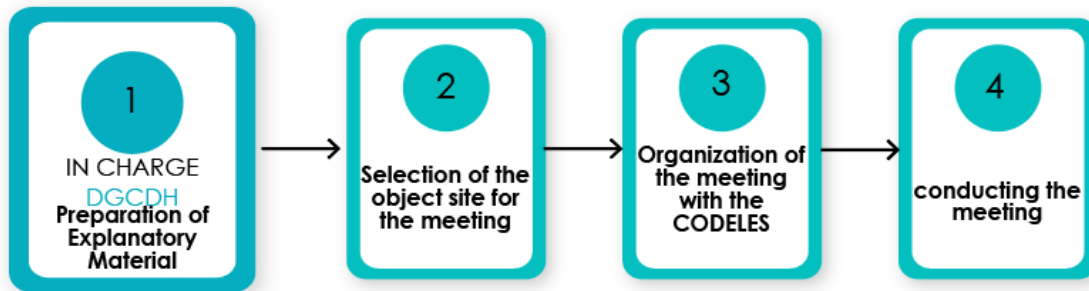 1
IN CHARGE
DGCDH
Preparation of
Explanatory
Material
2
Selection of the
object site for
the meeting
3
Organization of
the meeting
with the
CODELES
4
conducting the
meeting